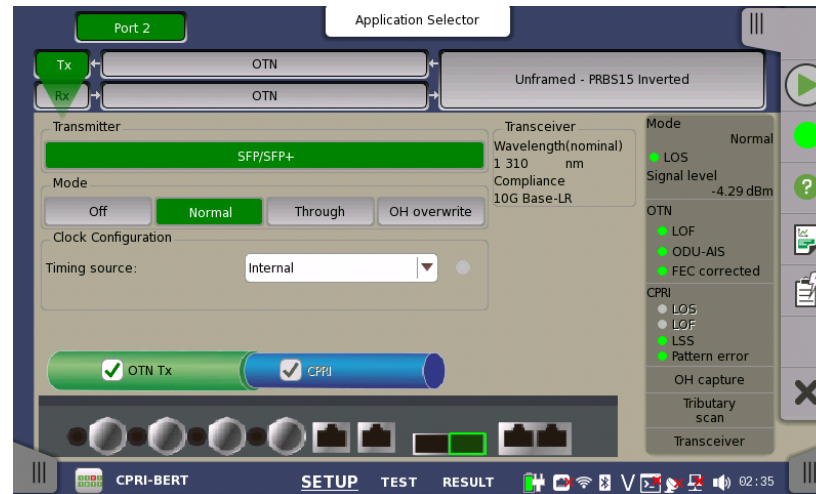 Port 2
Application Selector
Tx
OTN
Unframed - PRBS15 Inverted
Rx
OTN
Transmitter
SFP/SFP+
Mode
Off
Normal
Through
OH overwrite
Clock Configuration
Timing source:
Internal
Transceiver
Wavelength(nominal)
1 310 nm
Compliance
10G Base-LR
Mode
Normal
LOS
Signal level
-4.29 dBm
OTN
LOF
ODU-AIS
FEC corrected
CPRI
LOS
LOF
LSS
Pattern error
OH capture
Tributary
scan
Transceiver
OTN Tx
CPRI
CPRI-BERT
SETUP
TEST
RESULT
V
02:35